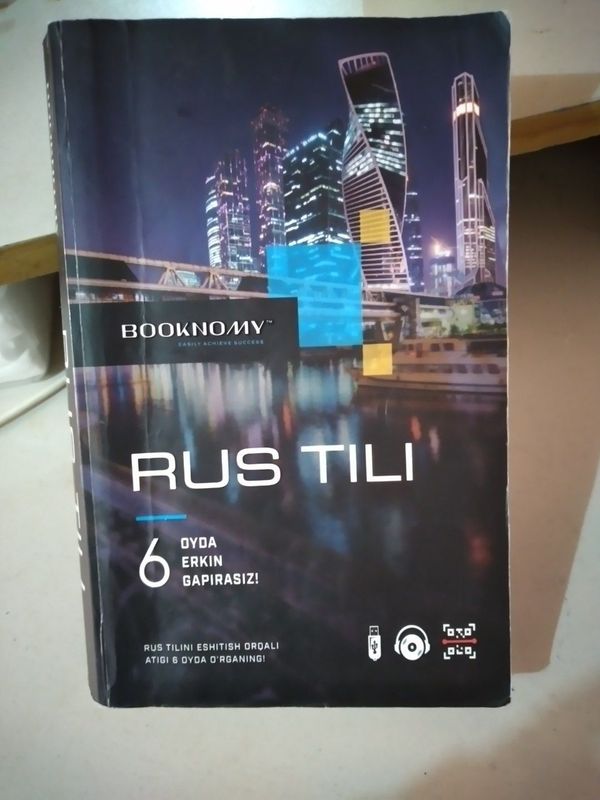 BOOKNOMY™
EASILY ACHIEVE SUCCESS
RUS TILI
6 OYDA
ERKIN
GAPIRASIZ!
RUS TILINI ESHITISH ORQALI
ATIGI 6 OYDA O'RGANING!